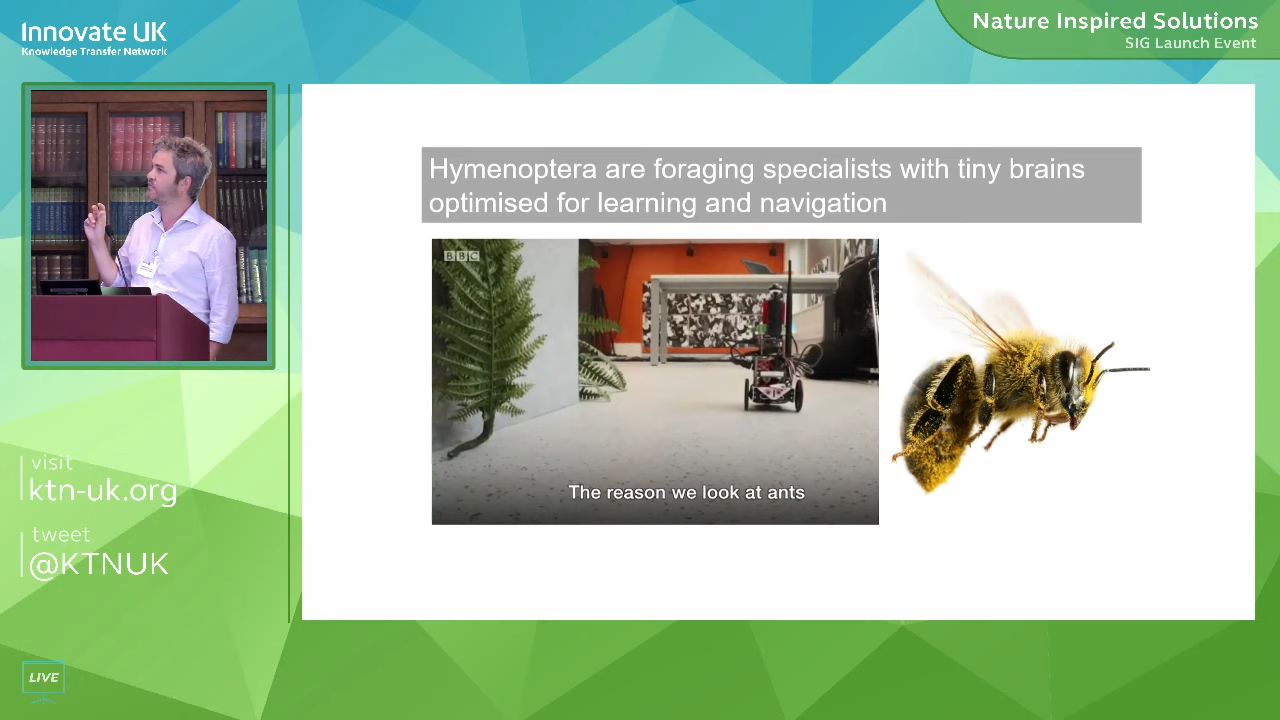 Innovate UK
Knowledge Transfer Network
Nature Inspired Solutions
SIG Launch Event
Hymenoptera are foraging specialists with tiny brains
optimised for learning and navigation
BBC
The reason we look at ants
visit
ktn-uk.org
tweet
@KTNUK
LIVE